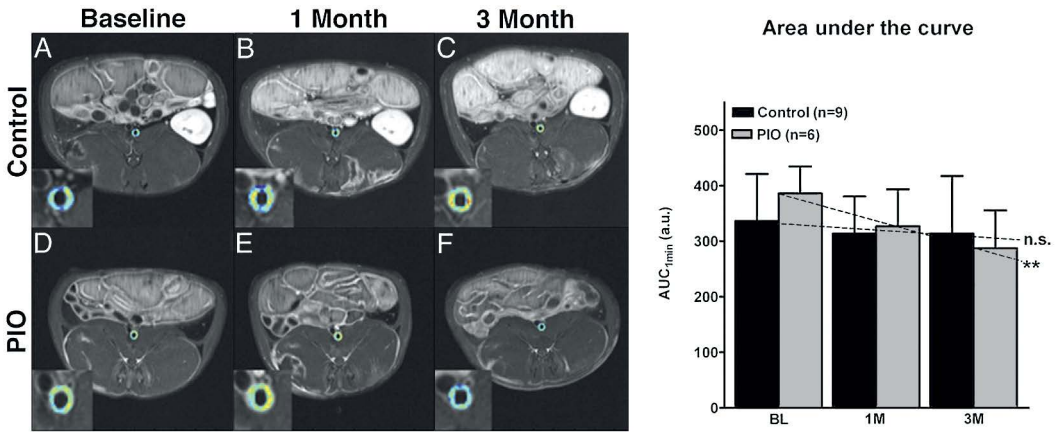 Baseline 1 Month 3 Month
Control
A B C
PIO
D E F
Area under the curve
Control (n=9)
PIO (n=6)
AUC1min (a.u.)
500
400
300
200
100
0
n.s.
**
BL 1M 3M